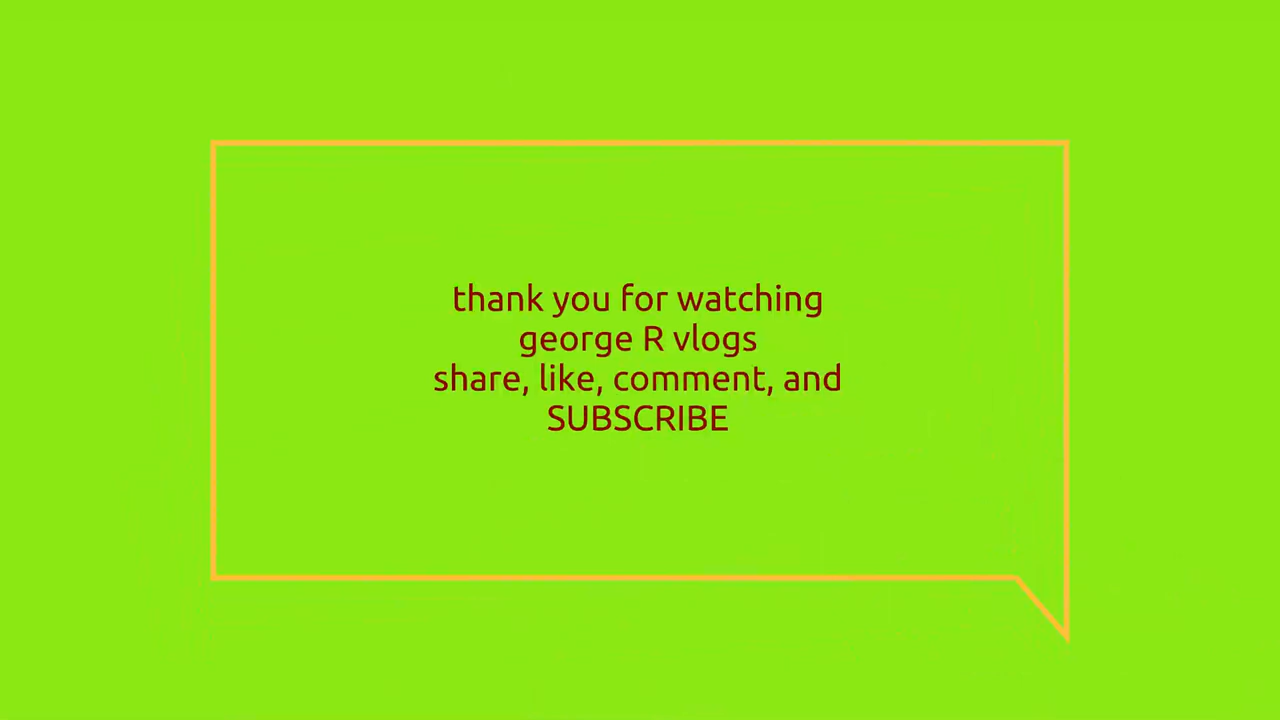 thank you for watching
george R vlogs
share, like, comment, and
SUBSCRIBE